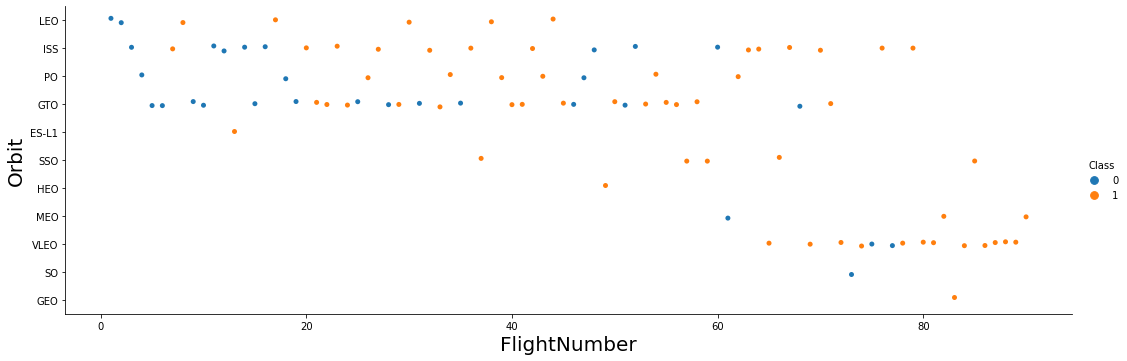 LEO
ISS
PO
GTO
ES-L1
SSO
HEO
MEO
VLEO
SO
GEO
Orbit
0
20
40
60
80
FlightNumber
Class
0
1